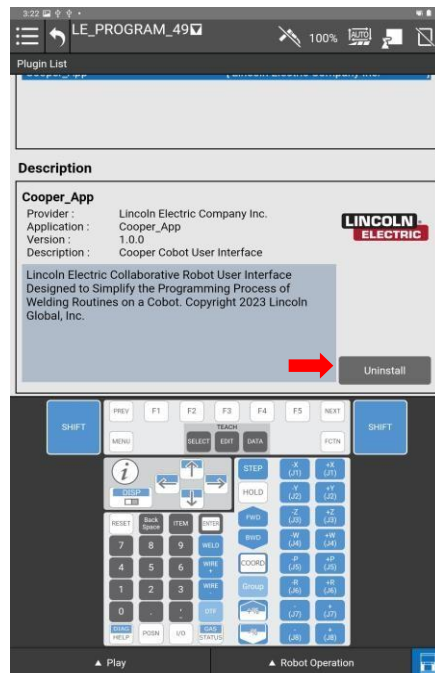 3:22
LE_PROGRAM_49
100%
AUTO
Plugin List
Description
Cooper_App
Provider : Lincoln Electric Company Inc.
Application : Cooper_App
Version : 1.0.0
Description : Cooper Cobot User Interface
LINCOLN
ELECTRIC
Lincoln Electric Collaborative Robot User Interface
Designed to Simplify the Programming Process of
Welding Routines on a Cobot. Copyright 2023 Lincoln
Global, Inc.
Uninstall
SHIFT
PREV F1 F2 F3 F4 F5 NEXT
SHIFT
TEACH
MENU SELECT EDIT DATA FCTN
i
DISP
STEP -X (J1) +X (J1)
HOLD -Y (J2) +Y (J2)
RESET Back Space ITEM ENTER FWD -Z (J3) +Z (J3)
7 8 9 WELD BWD -W (J4) +W (J4)
4 5 6 WIRE + COORD -P (J5) +P (J5)
1 2 3 WIRE - Group -R (J6) +R (J6)
0 . OTF +% - (J7) + (J7)
DIAG HELP POSN I/O GAS STATUS -% - (J8) + (J8)
Play
Robot Operation